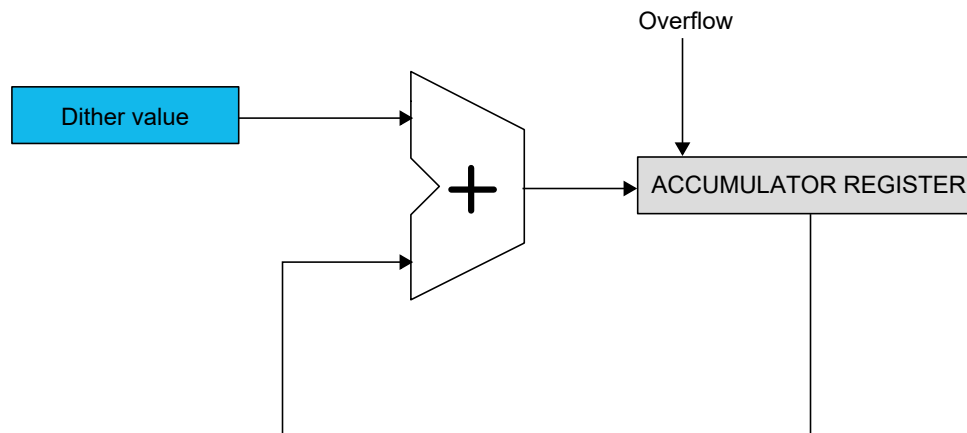 Overflow
Dither value
ACCUMULATOR REGISTER
+